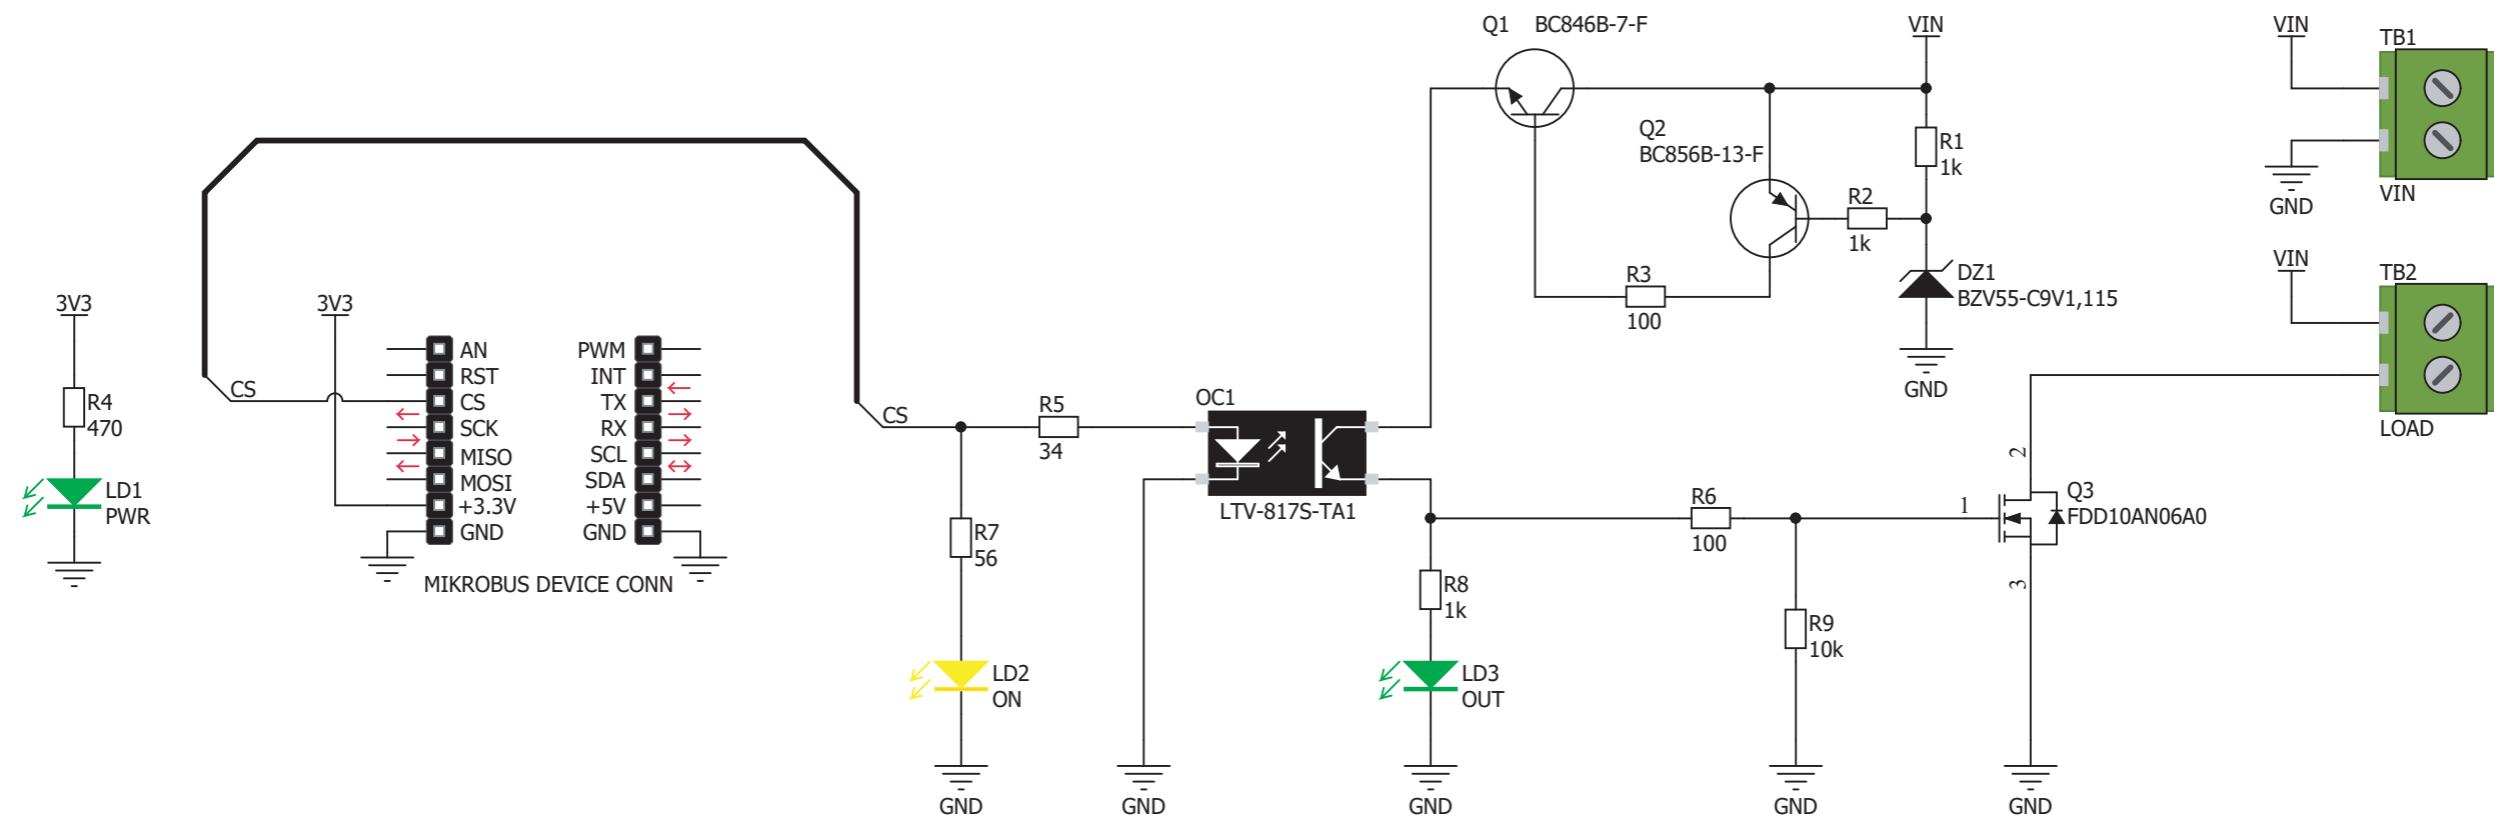 Q1 BC846B-7-F
VIN
VIN
TB1
Q2
BC856B-13-F
R1
1k
R2
1k
VIN
GND
R3
100
DZ1
BZV55-C9V1,115
GND
VIN
TB2
LOAD
3V3
R4
470
LD1
PWR
3V3
CS
AN
RST
CS
SCK
MISO
MOSI
+3.3V
GND
PWM
INT
TX
RX
SCL
SDA
+5V
GND
MIKROBUS DEVICE CONN
CS
R5
34
OC1
LTV-817S-TA1
R7
56
LD2
ON
GND
GND
R8
1k
LD3
OUT
GND
R6
100
R9
10k
GND
1
2
3
Q3
FDD10AN06A0
GND